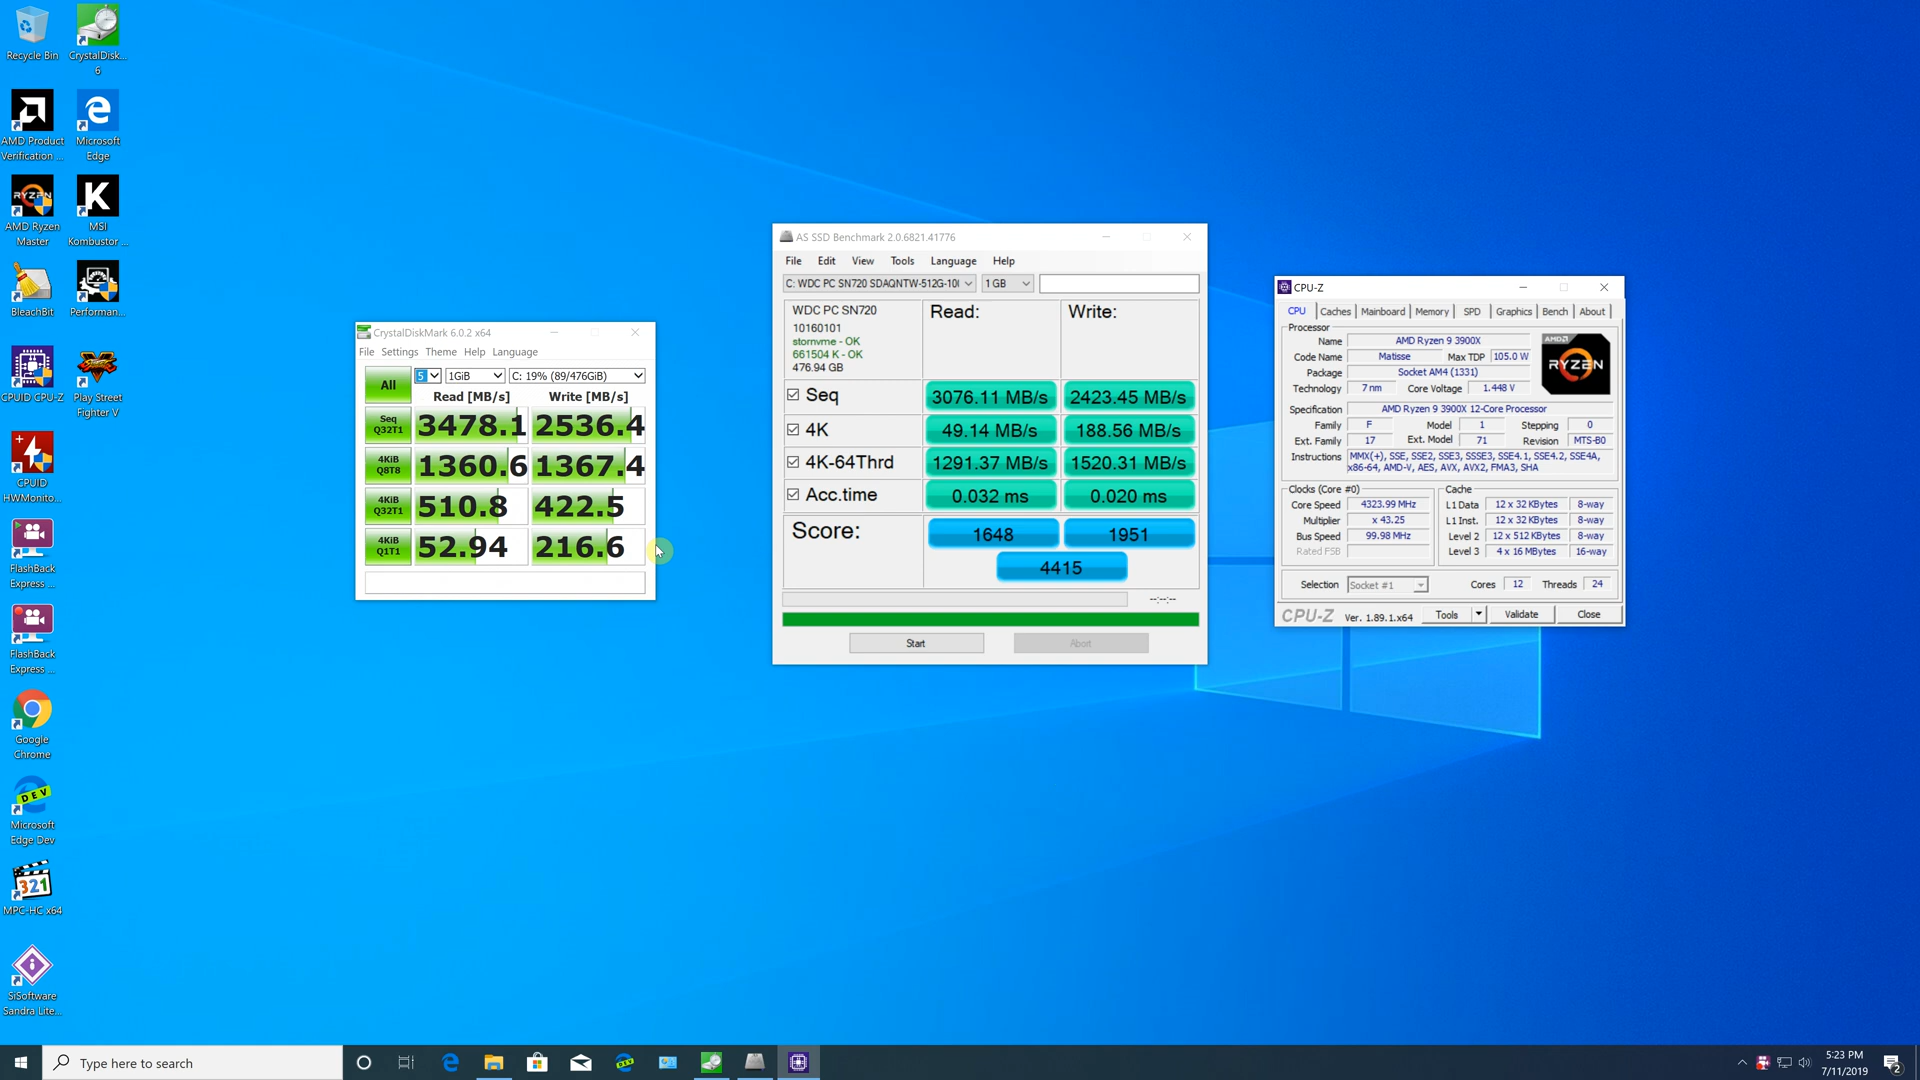 Recycle Bin
CrystalDisk...
6
AMD Product
Verification ...
Microsoft
Edge
AMD Ryzen
Master
MSI
Kombustor ...
BleachBit
Performan...
CPUID CPU-Z
Play Street
Fighter V
CPUID
HWMonito...
FlashBack
Express ...
FlashBack
Express ...
Google
Chrome
DEV
Microsoft
Edge Dev
321
MPC-HC x64
SiSoftware
Sandra Lite...
CrystalDiskMark 6.0.2 x64
File Settings Theme Help Language
All 5 1GiB C: 19% (89/476GiB)
Read [MB/s] Write [MB/s]
Seq
Q32T1 3478.1 2536.4
4KiB
Q8T8 1360.6 1367.4
4KiB
Q32T1 510.8 422.5
4KiB
Q1T1 52.94 216.6
AS SSD Benchmark 2.0.6821.41776
File Edit View Tools Language Help
C: WDC PC SN720 SDAQNTW-512G-10( 1 GB
WDC PC SN720 Read: Write:
10160101
stornvme - OK
661504 K - OK
476.94 GB
Seq 3076.11 MB/s 2423.45 MB/s
4K 49.14 MB/s 188.56 MB/s
4K-64Thrd 1291.37 MB/s 1520.31 MB/s
Acc.time 0.032 ms 0.020 ms
Score: 1648 1951
4415
--:--:--
Start Abort
CPU-Z
CPU Caches Mainboard Memory SPD Graphics Bench About
Processor
Name AMD Ryzen 9 3900X
Code Name Matisse Max TDP 105.0 W
Package Socket AM4 (1331)
Technology 7 nm Core Voltage 1.448 V
AMD
RYZEN
Specification AMD Ryzen 9 3900X 12-Core Processor
Family F Model 1 Stepping 0
Ext. Family 17 Ext. Model 71 Revision MTS-B0
Instructions MMX(+), SSE, SSE2, SSE3, SSSE3, SSE4.1, SSE4.2, SSE4A,
x86-64, AMD-V, AES, AVX, AVX2, FMA3, SHA
Clocks (Core #0) Cache
Core Speed 4323.99 MHz L1 Data 12 x 32 KBytes 8-way
Multiplier x 43.25 L1 Inst. 12 x 32 KBytes 8-way
Bus Speed 99.98 MHz Level 2 12 x 512 KBytes 8-way
Rated FSB Level 3 4 x 16 MBytes 16-way
Selection Socket #1 Cores 12 Threads 24
CPU-Z Ver. 1.89.1.x64 Tools Validate Close
Type here to search
5:23 PM
7/11/2019
2